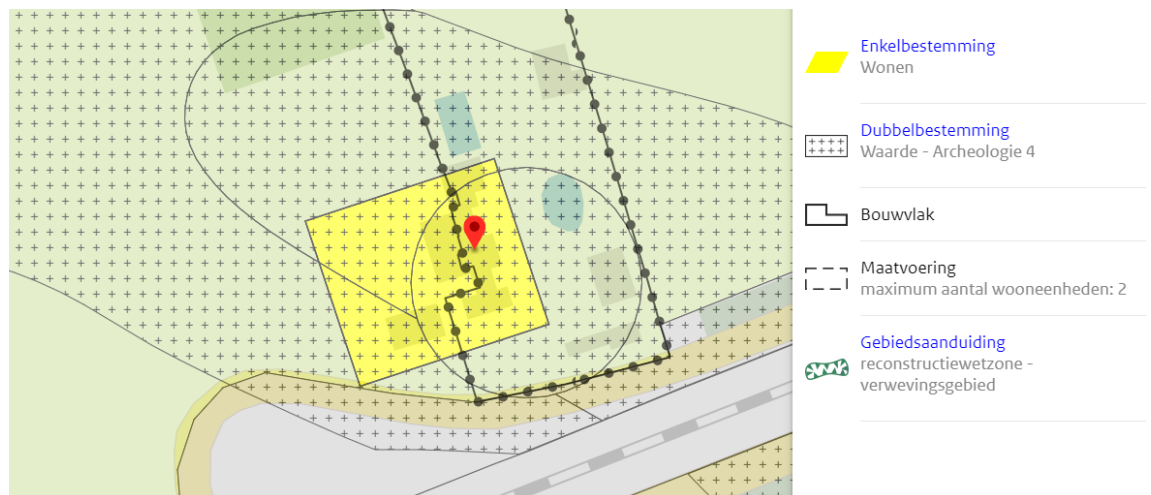 Enkelbestemming
Wonen
Dubbelbestemming
Waarde - Archeologie 4
Bouwvlak
Maatvoering
maximum aantal wooneenheden: 2
Gebiedsaanduiding
reconstructiewetzone -
verwevingsgebied